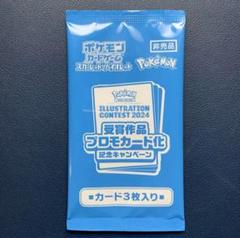 ポケモン
カードゲーム
スカーレット&バイオレット
非売品
Pokémon
Pokémon
ILLUSTRATION
CONTEST 2024
受賞作品
プロモカード化
記念キャンペーン
■カード3枚入り■